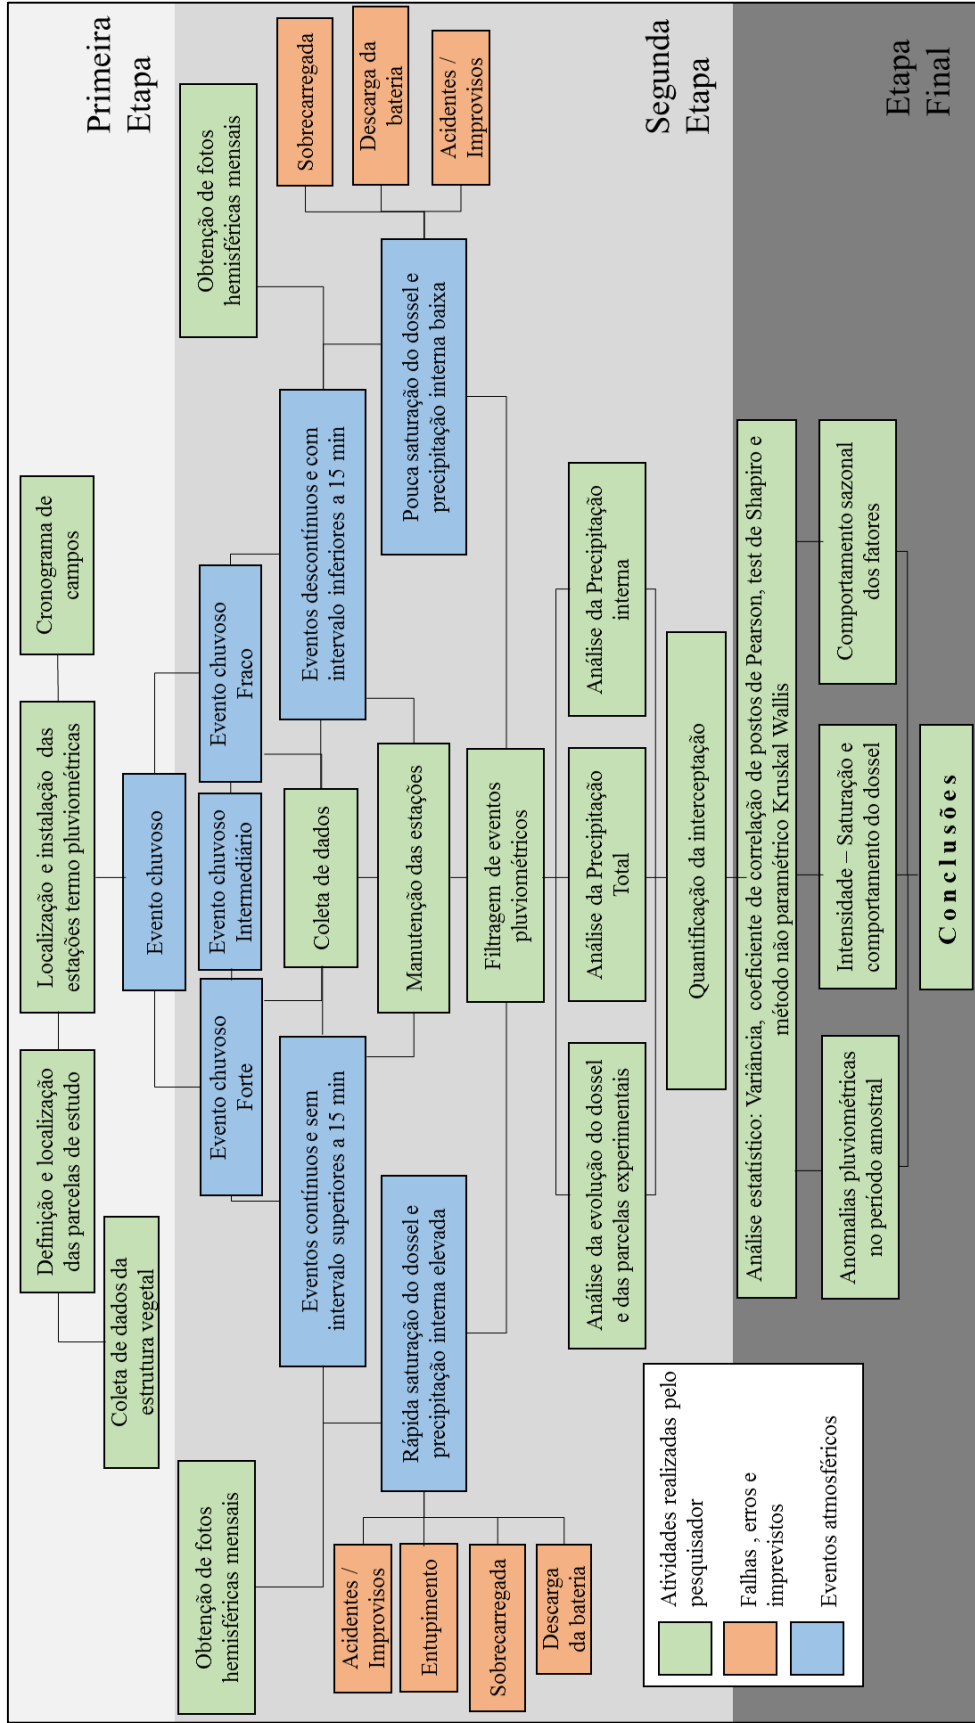 Primeira
Etapa
Definição e localização
das parcelas de estudo
Localização e instalação das
estações termo pluviométricas
Cronograma de
campos
Coleta de dados da
estrutura vegetal
Evento chuvoso
Obtenção de fotos
hemisféricas mensais
Evento chuvoso
Forte
Evento chuvoso
Intermediário
Evento chuvoso
Fraco
Obtenção de fotos
hemisféricas mensais
Eventos contínuos e sem
intervalo superiores a 15 min
Coleta de dados
Eventos descontínuos e com
intervalo inferiores a 15 min
Sobrecarregada
Descarga da
bateria
Acidentes /
Improvisos
Acidentes /
Improvisos
Entupimento
Sobrecarregada
Descarga
da bateria
Rápida saturação do dossel e
precipitação interna elevada
Manutenção das estações
Pouca saturação do dossel e
precipitação interna baixa
Filtragem de eventos
pluviométricos
Segunda
Etapa
Análise da evolução do dossel
e das parcelas experimentais
Análise da Precipitação
Total
Análise da Precipitação
interna
Quantificação da interceptação
Análise estatístico: Variância, coeficiente de correlação de postos de Pearson, test de Shapiro e
método não paramétrico Kruskal Wallis
Anomalias pluviométricas
no período amostral
Intensidade – Saturação e
comportamento do dossel
Comportamento sazonal
dos fatores
Etapa
Final
Conclusões
Atividades realizadas pelo
pesquisador
Falhas , erros e
imprevistos
Eventos atmosféricos